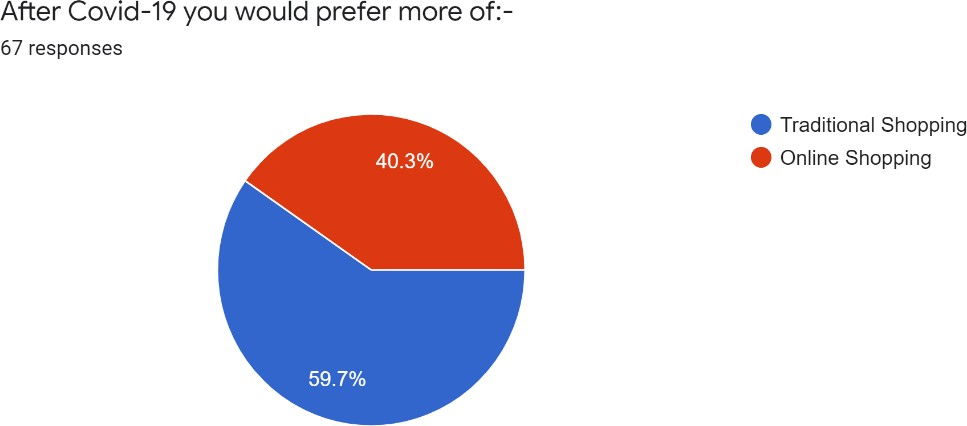 After Covid-19 you would prefer more of:-
67 responses
Traditional Shopping
Online Shopping
40.3%
59.7%